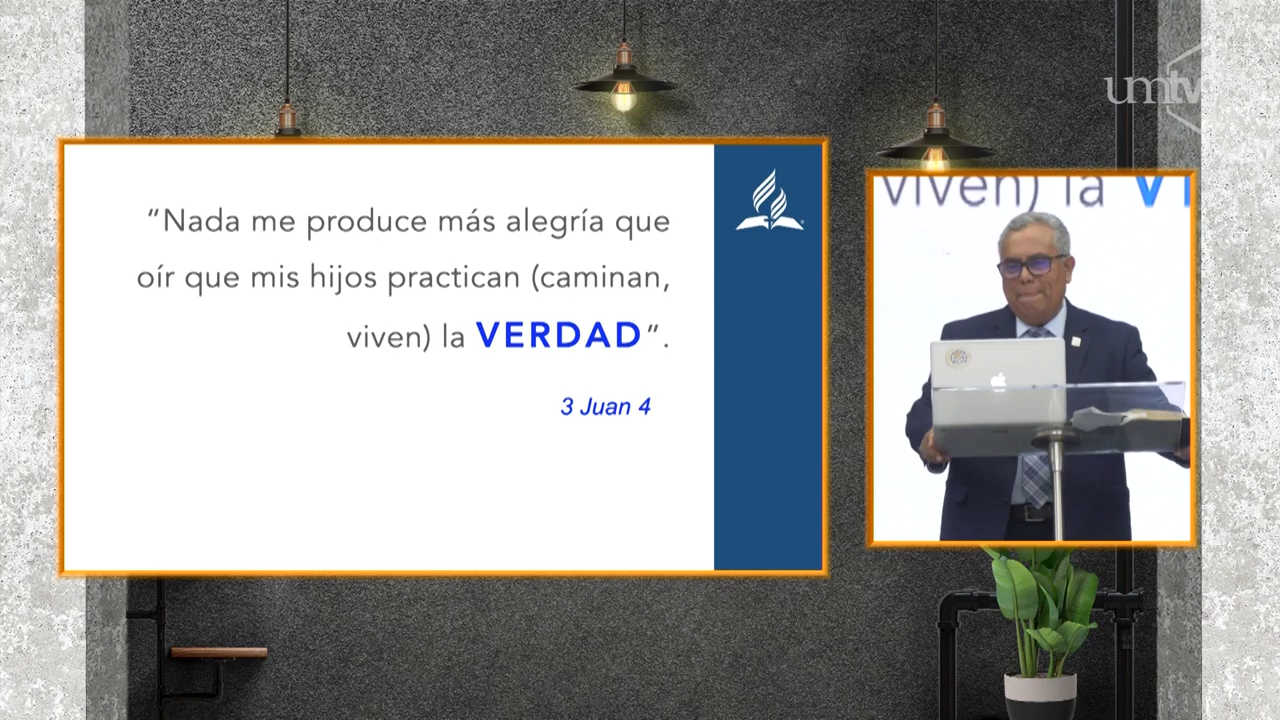 umtv
“Nada me produce más alegría que
oír que mis hijos practican (caminan,
viven) la VERDAD”.
3 Juan 4
viven) la V